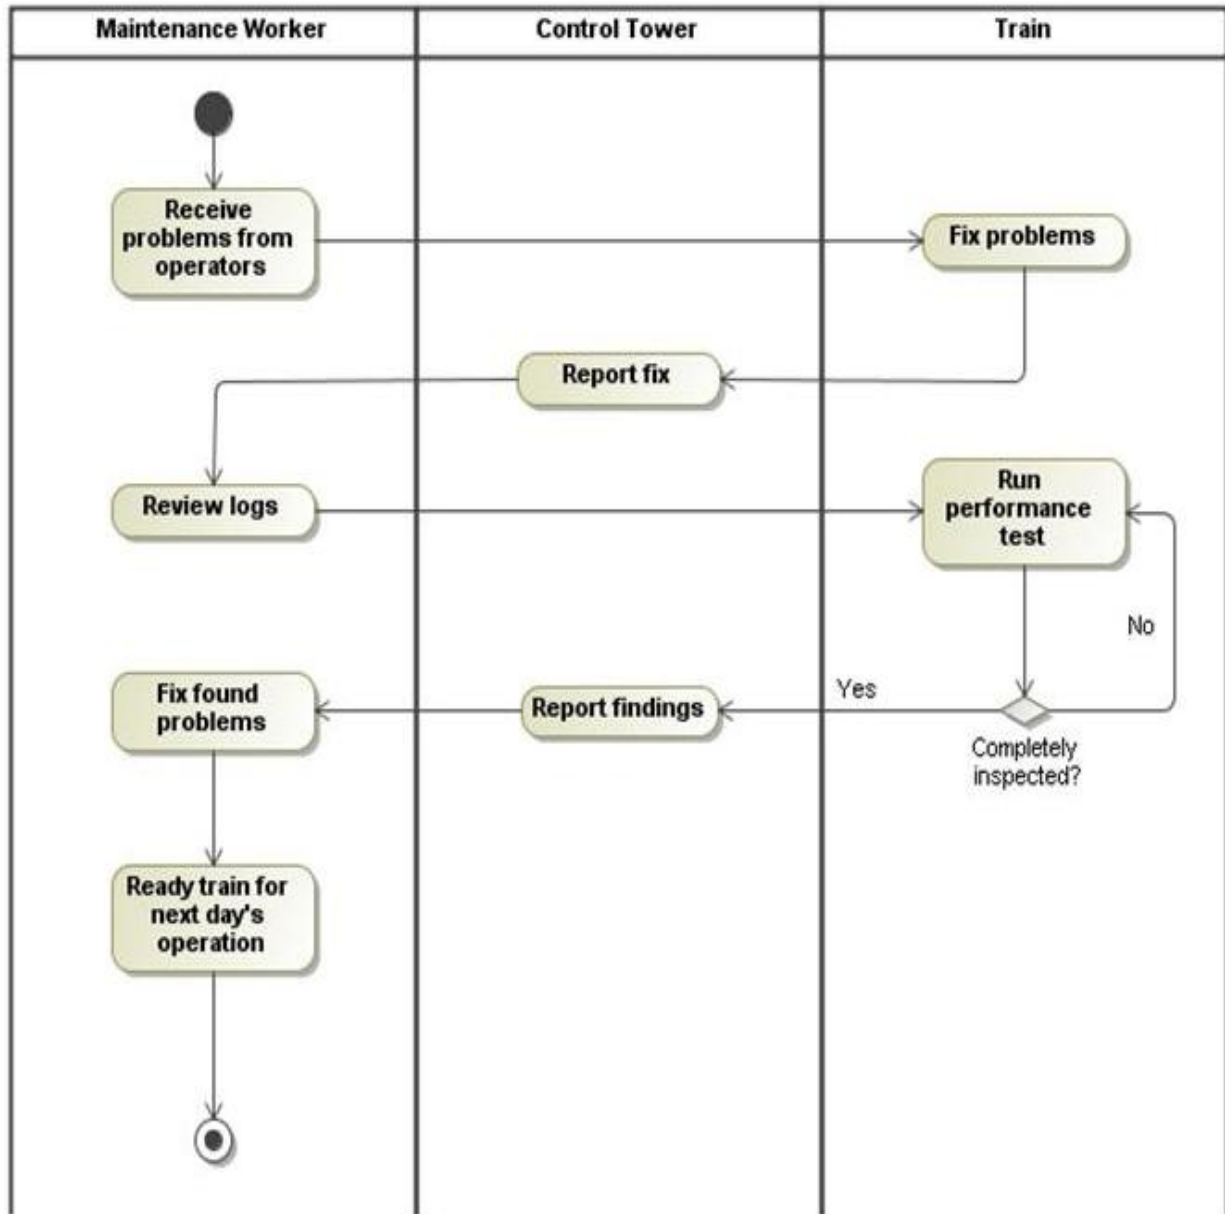 Maintenance Worker
Control Tower
Train
Receive
problems from
operators
Fix problems
Report fix
Review logs
Run
performance
test
No
Yes
Fix found
problems
Report findings
Completely
inspected?
Ready train for
next day's
operation